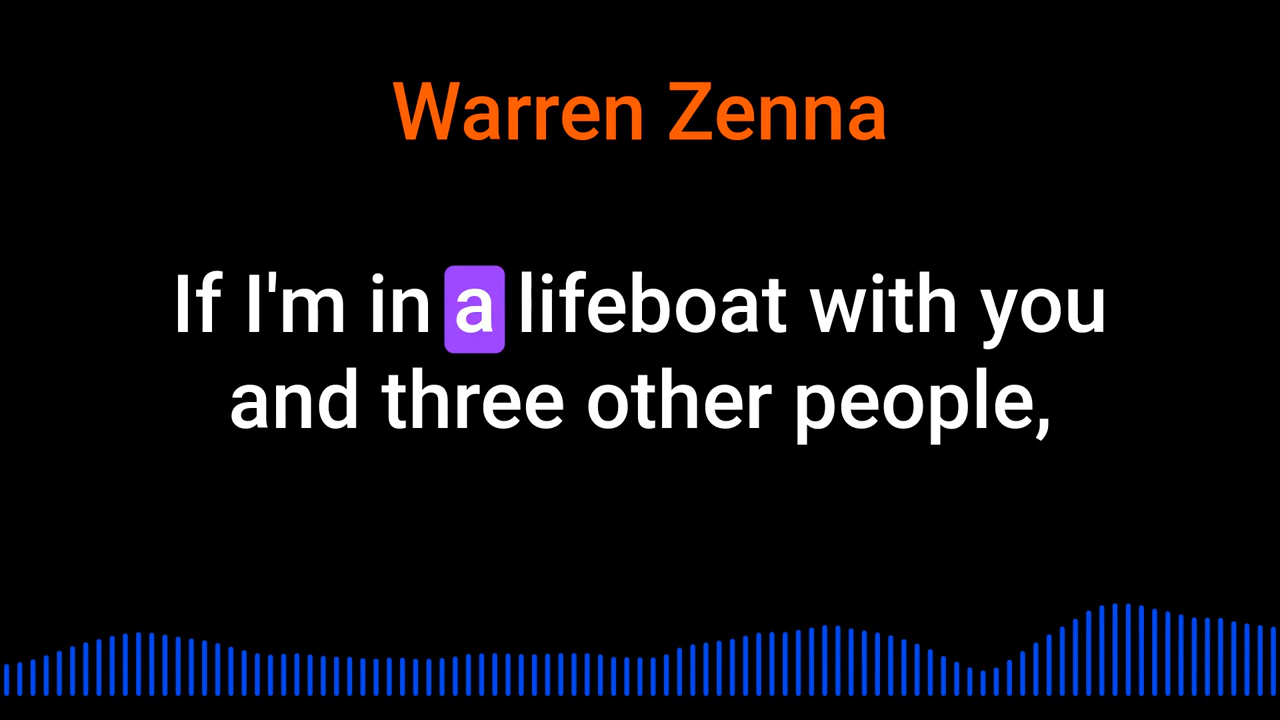 Warren Zenna
If I'm in a lifeboat with you
and three other people,